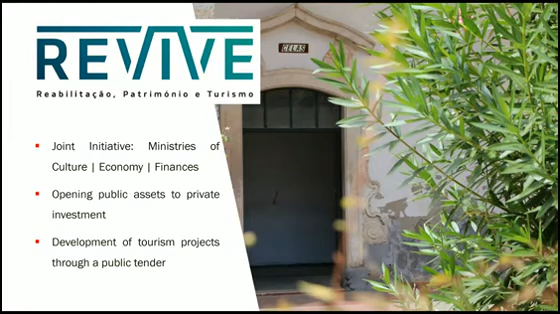 REVIVE
Reabilitação, Património e Turismo
CELAS
Joint Initiative: Ministries of
Culture | Economy | Finances
Opening public assets to private
investment
Development of tourism projects
through a public tender